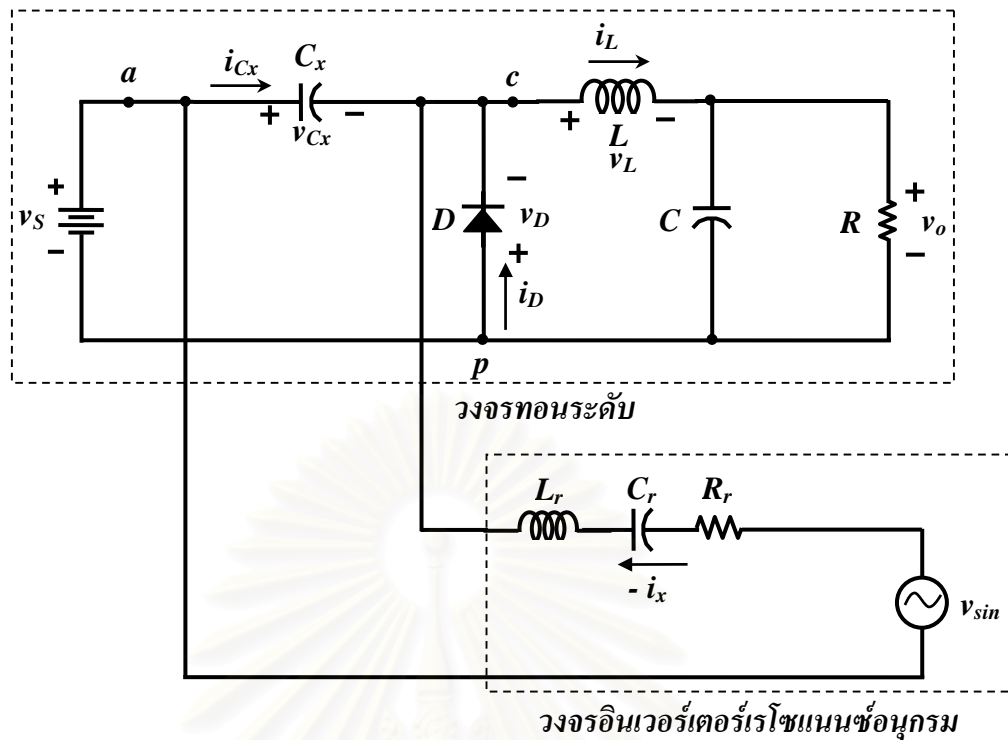 a
i_Cx
C_x
+ v_Cx −
c
i_L
+ L −
v_L
+
v_S
−
D
−
v_D
+
i_D
C
R
+
v_o
−
p
วงจรทอนระดับ
L_r
C_r
R_r
- i_x
v_sin
วงจรอินเวอร์เตอร์เรโซแนนซ์อนุกรม